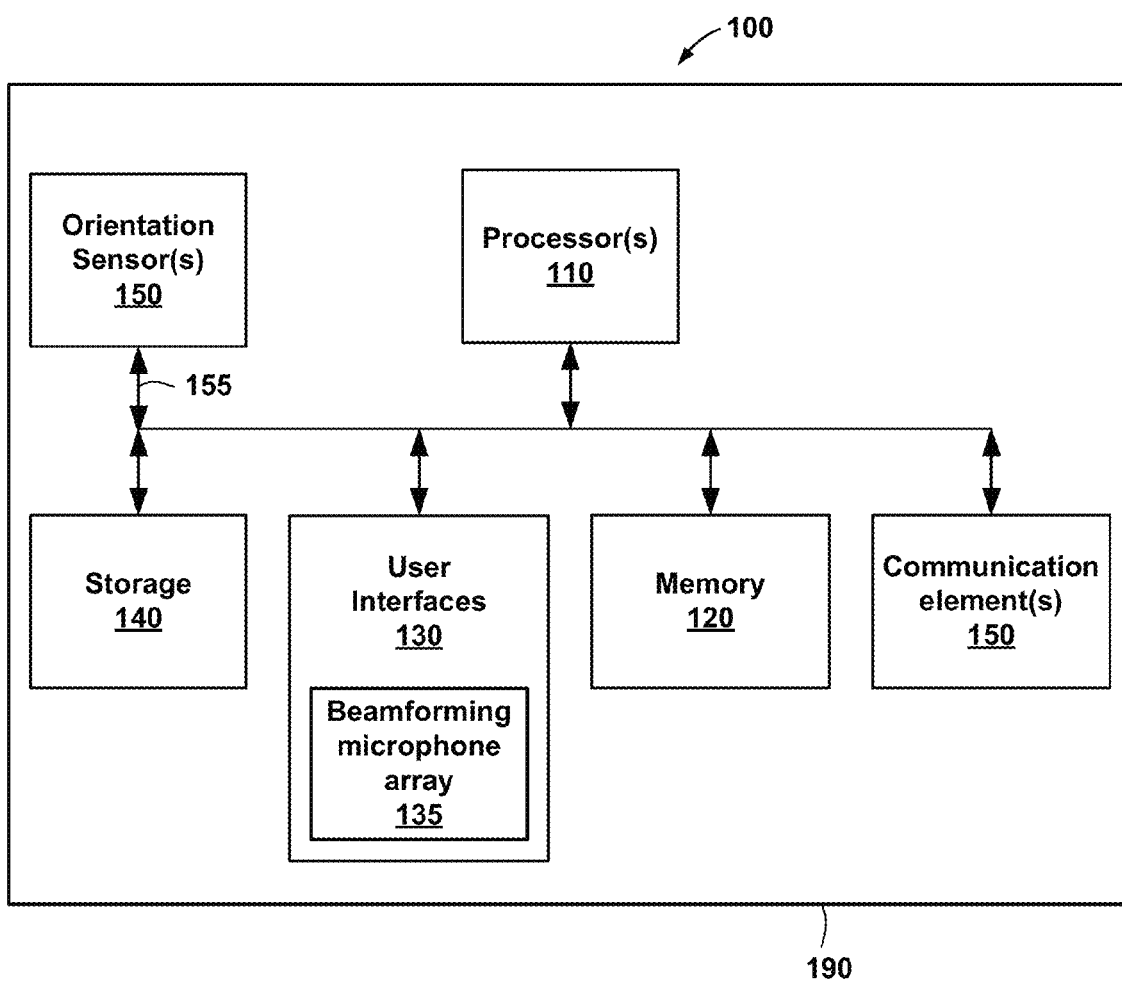 100
Orientation
Sensor(s)
150
Processor(s)
110
155
Storage
140
User
Interfaces
130
Beamforming
microphone
array
135
Memory
120
Communication
element(s)
150
190